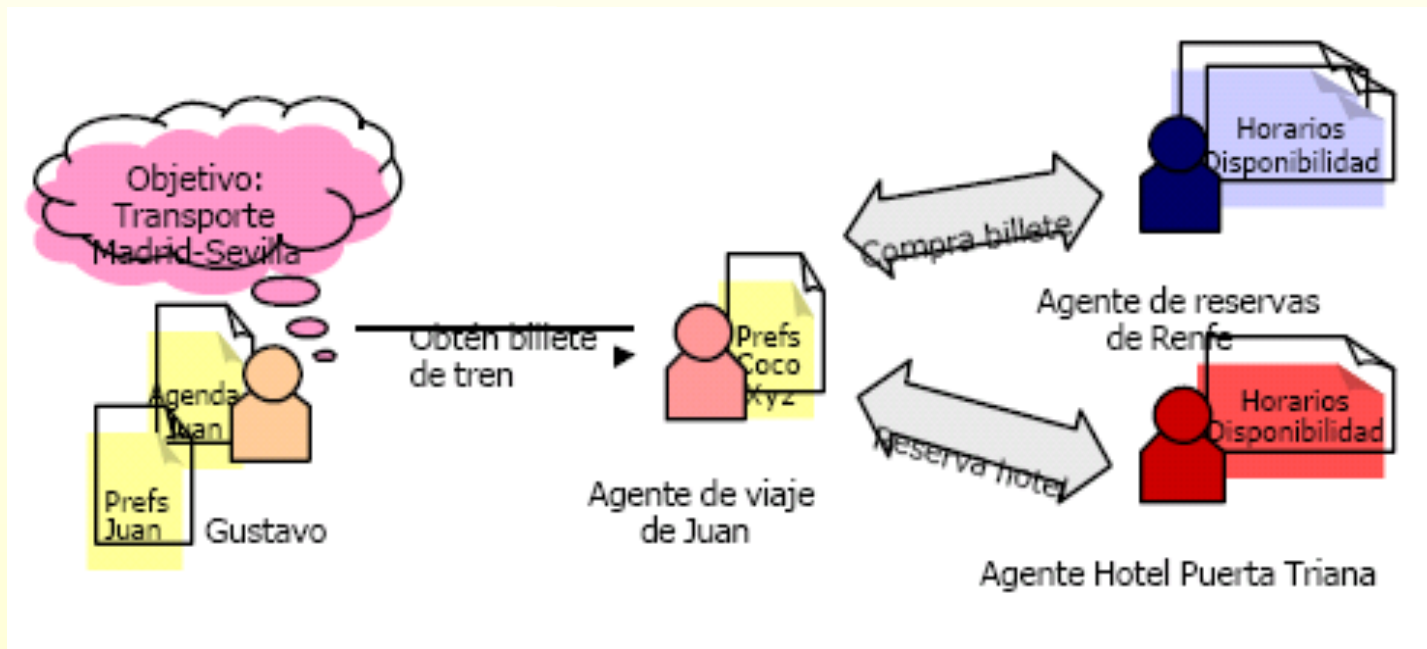 Objetivo:
Transporte
Madrid-Sevilla
Agenda
Juan
Prefs
Juan
Gustavo
Obtén billete
de tren
Prefs
Coco
Xyz
Agente de viaje
de Juan
Compra billete
Reserva hotel
Horarios
Disponibilidad
Agente de reservas
de Renfe
Horarios
Disponibilidad
Agente Hotel Puerta Triana